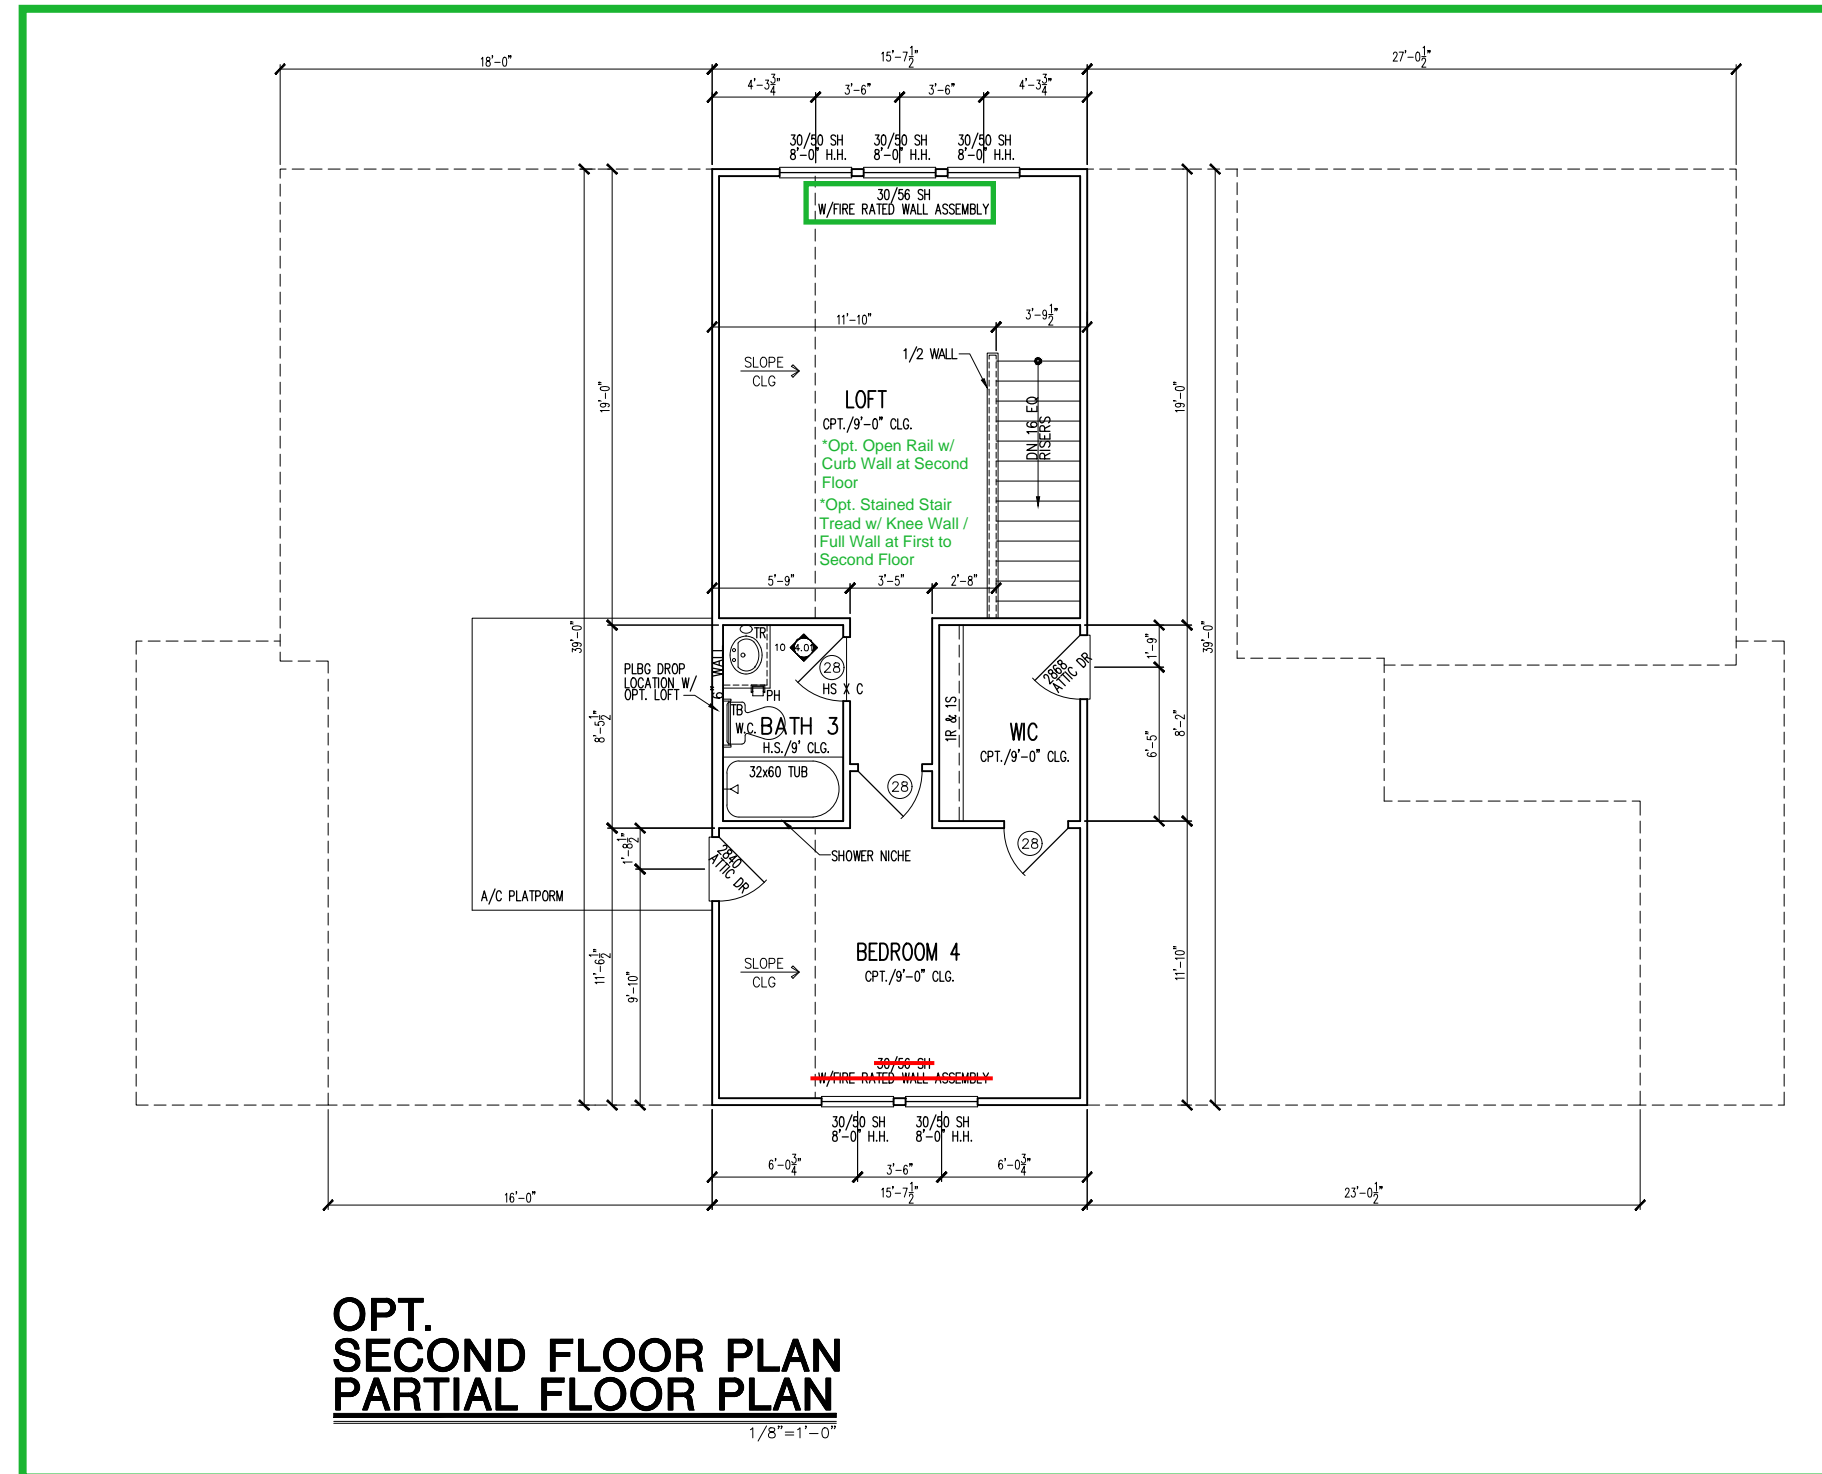 18'-0"
15'-7 1/2"
27'-0 1/2"
4'-3 3/4"
3'-6"
3'-6"
4'-3 3/4"
30/50 SH
8'-0" H.H.
30/50 SH
8'-0" H.H.
30/50 SH
8'-0" H.H.
30/56 SH
W/FIRE RATED WALL ASSEMBLY
11'-10"
3'-9 1/2"
1/2 WALL
SLOPE
CLG
LOFT
CPT./9'-0" CLG.
*Opt. Open Rail w/
Curb Wall at Second
Floor
*Opt. Stained Stair
Tread w/ Knee Wall /
Full Wall at First to
Second Floor
DN 16 EQ
RISERS
19'-0"
39'-0"
19'-0"
39'-0"
5'-9"
3'-5"
2'-8"
PLBG DROP
LOCATION W/
OPT. LOFT
6" WALL
TR
10
4.01
28
HS X C
PH
TB
W.C.
BATH 3
H.S./9' CLG.
32x60 TUB
28
1R & 1S
WIC
CPT./9'-0" CLG.
2868
ATTIC DR
1'-9"
6'-5"
8'-2"
8'-5 1/2"
28
SHOWER NICHE
2840
ATTIC DR
1'-8 1/2"
A/C PLATPORM
11'-6 1/2"
9'-10"
11'-10"
BEDROOM 4
CPT./9'-0" CLG.
SLOPE
CLG
30/56 SH
W/FIRE RATED WALL ASSEMBLY
30/50 SH
8'-0" H.H.
30/50 SH
8'-0" H.H.
6'-0 3/4"
3'-6"
6'-0 3/4"
16'-0"
15'-7 1/2"
23'-0 1/2"
OPT.
SECOND FLOOR PLAN
PARTIAL FLOOR PLAN
1/8"=1'-0"